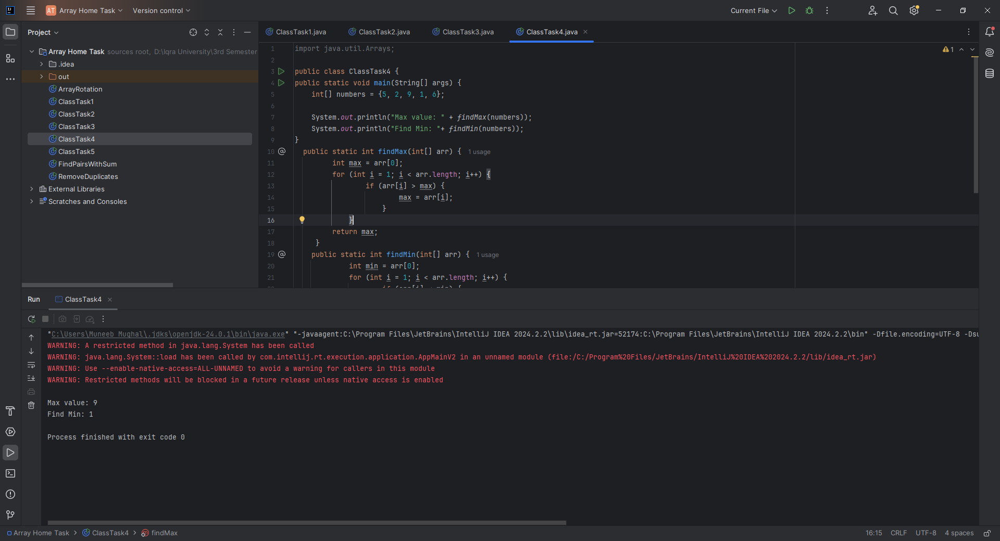 AT Array Home Task Version control Current File
Project
ClassTask1.java ClassTask2.java ClassTask3.java ClassTask4.java
Array Home Task sources root, D:\Iqra University\3rd Semester
.idea
out
ArrayRotation
ClassTask1
ClassTask2
ClassTask3
ClassTask4
ClassTask5
FindPairsWithSum
RemoveDuplicates
External Libraries
Scratches and Consoles
1
1 import java.util.Arrays;
2
3 public class ClassTask4 {
4 public static void main(String[] args) {
5 int[] numbers = {5, 2, 9, 1, 6};
6
7 System.out.println("Max value: " + findMax(numbers));
8 System.out.println("Find Min: "+ findMin(numbers));
9 }
10 @ public static int findMax(int[] arr) { 1 usage
11 int max = arr[0];
12 for (int i = 1; i < arr.length; i++) {
13 if (arr[i] > max) {
14 max = arr[i];
15 }
16 }
17 return max;
18 }
19 @ public static int findMin(int[] arr) { 1 usage
20 int min = arr[0];
21 for (int i = 1; i < arr.length; i++) {
Run ClassTask4
"C:\Users\Muneeb Mughal\.jdks\openjdk-24.0.1\bin\java.exe" "-javaagent:C:\Program Files\JetBrains\IntelliJ IDEA 2024.2.2\lib\idea_rt.jar=52174:C:\Program Files\JetBrains\IntelliJ IDEA 2024.2.2\bin" -Dfile.encoding=UTF-8
WARNING: A restricted method in java.lang.System has been called
WARNING: java.lang.System::load has been called by com.intellij.rt.execution.application.AppMainV2 in an unnamed module (file:/C:/Program%20Files/JetBrains/IntelliJ%20IDEA%202024.2.2/lib/idea_rt.jar)
WARNING: Use --enable-native-access=ALL-UNNAMED to avoid a warning for callers in this module
WARNING: Restricted methods will be blocked in a future release unless native access is enabled
Max value: 9
Find Min: 1
Process finished with exit code 0
Array Home Task > ClassTask4 > findMax 16:15 CRLF UTF-8 4 spaces